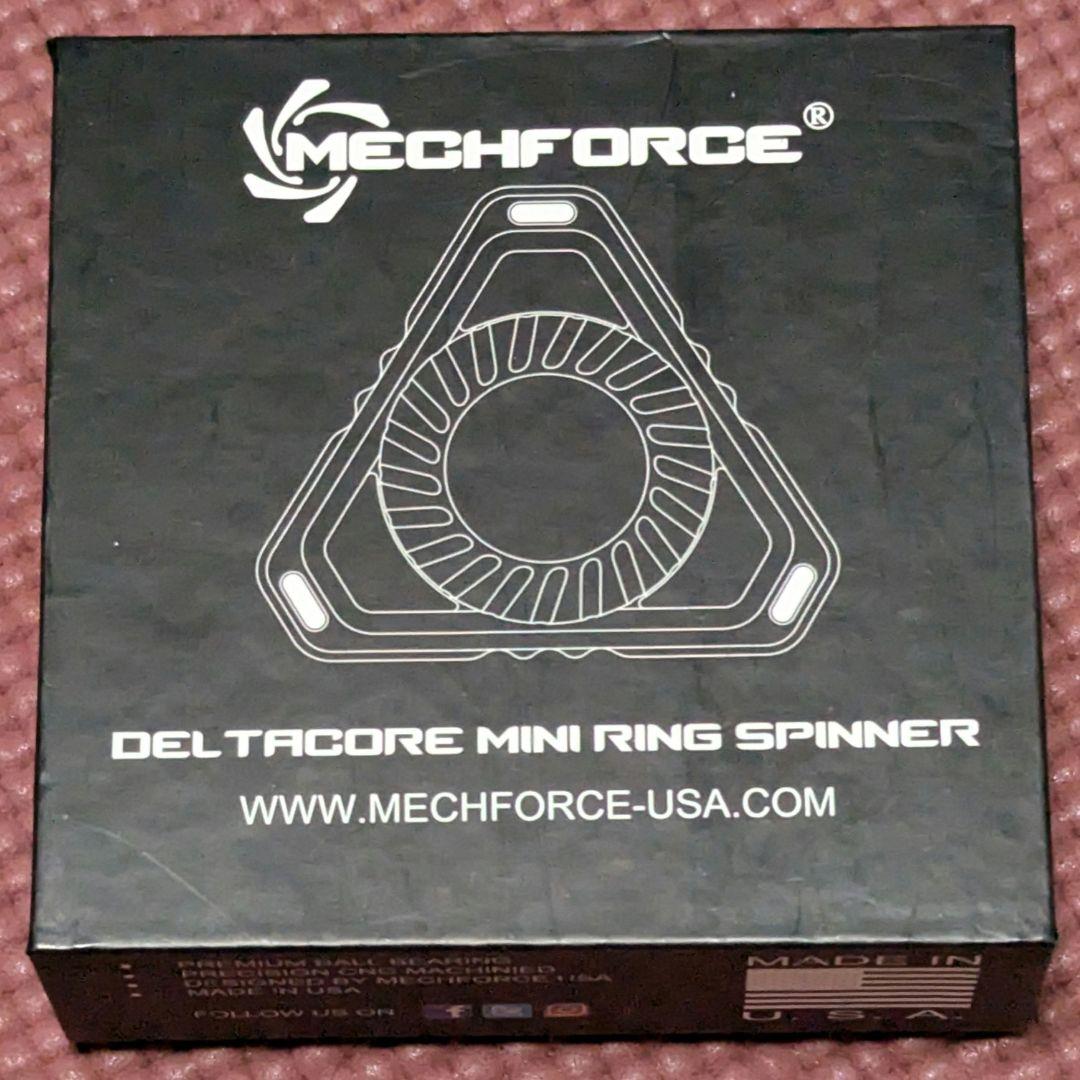 MECHFORCE®
DELTACORE MINI RING SPINNER
WWW.MECHFORCE-USA.COM
PREMIUM BALL BEARING
PRECISION CNC MACHINIED
DESIGNED BY MECHFORCE-USA
MADE IN USA
FOLLOW US ON
MADE IN
U. S. A.